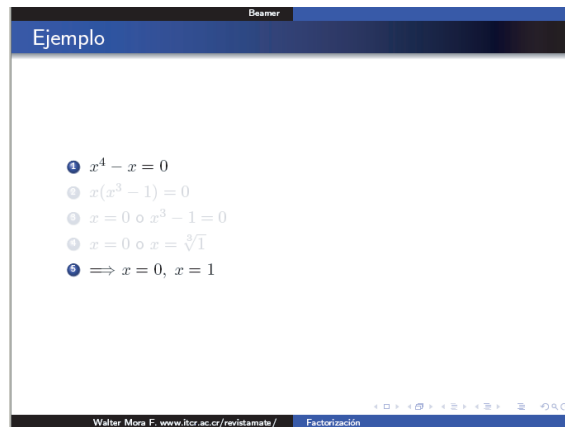 Beamer
Ejemplo
1 x⁴ − x = 0
2 x(x³ − 1) = 0
3 x = 0 o x³ − 1 = 0
4 x = 0 o x = ∛1
5 ⟹ x = 0, x = 1
Walter Mora F. www.itcr.ac.cr/revistamate/ Factorización